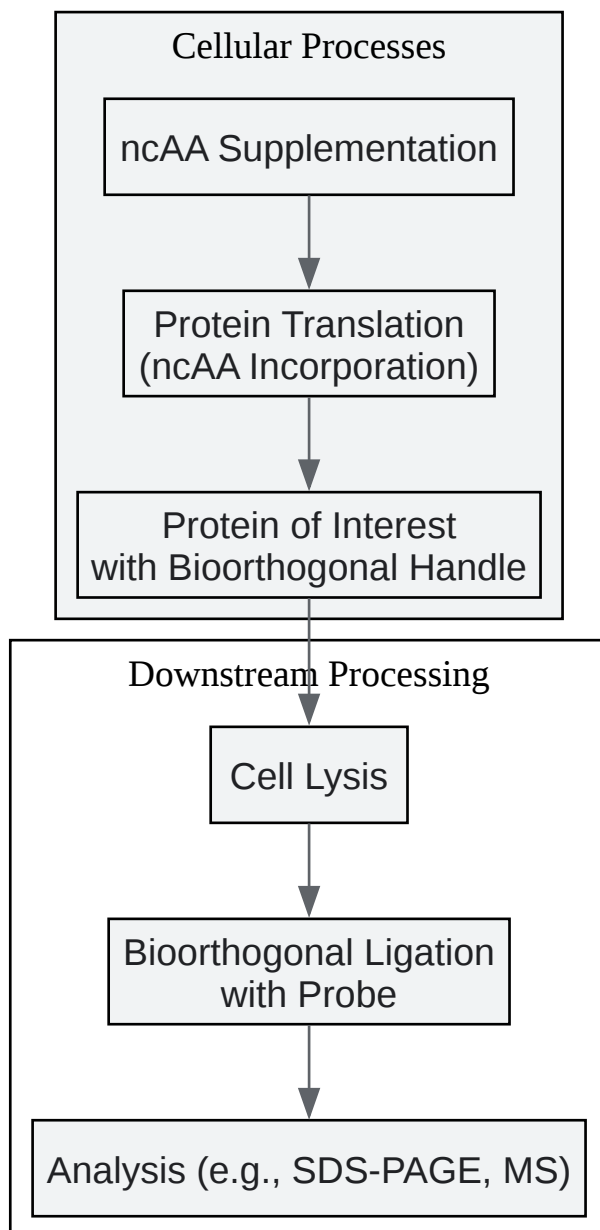 Cellular Processes
ncAA Supplementation
Protein Translation
(ncAA Incorporation)
Protein of Interest
with Bioorthogonal Handle
Downstream Processing
Cell Lysis
Bioorthogonal Ligation
with Probe
Analysis (e.g., SDS-PAGE, MS)